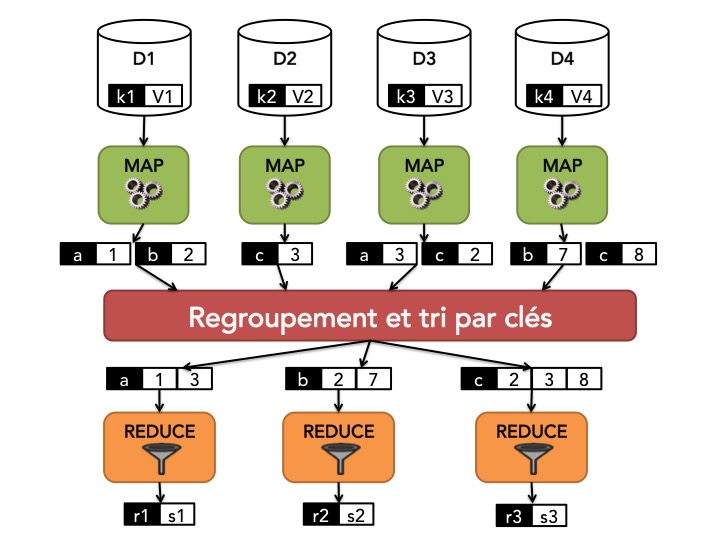 D1 D2 D3 D4
k1 V1 k2 V2 k3 V3 k4 V4
MAP MAP MAP MAP
a 1 b 2 c 3 a 3 c 2 b 7 c 8
Regroupement et tri par clés
a 1 3 b 2 7 c 2 3 8
REDUCE REDUCE REDUCE
r1 s1 r2 s2 r3 s3